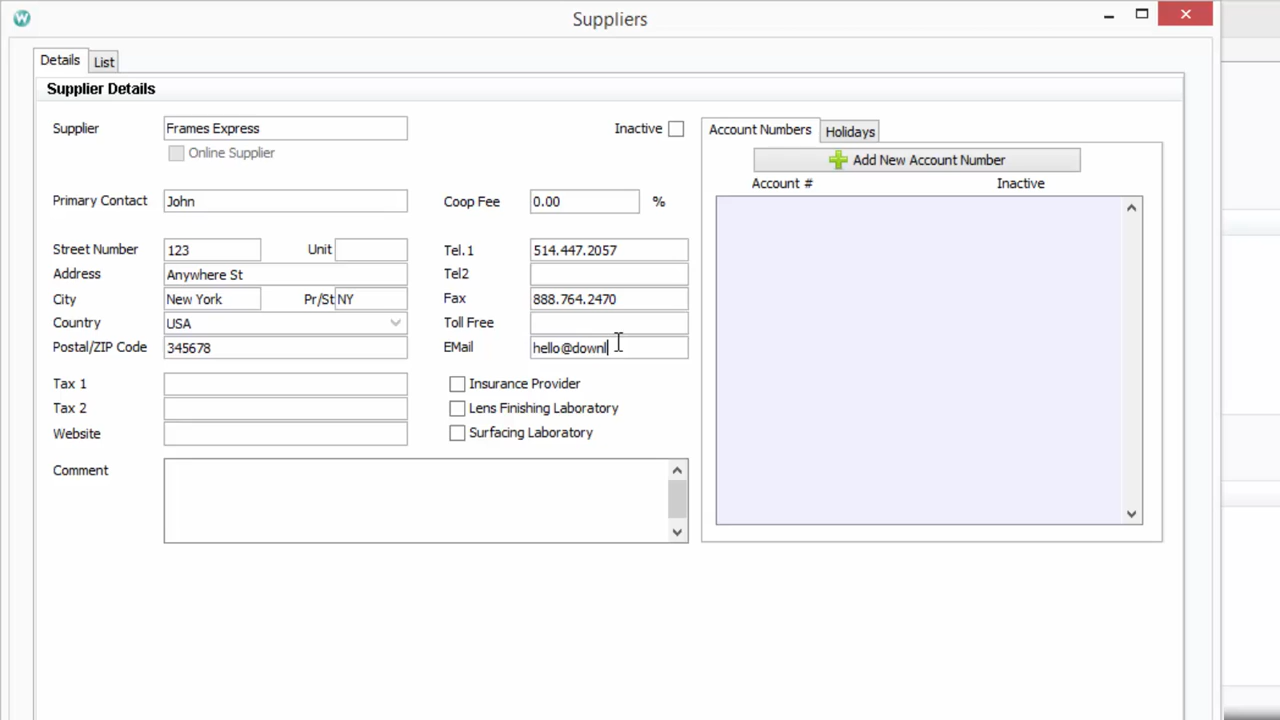 Suppliers
Details
List
Supplier Details
Supplier
Frames Express
Inactive
Online Supplier
Primary Contact
John
Coop Fee
0.00
%
Street Number
123
Unit
Tel.1
514.447.2057
Address
Anywhere St
Tel2
City
New York
Pr/St
NY
Fax
888.764.2470
Country
USA
Toll Free
Postal/ZIP Code
345678
EMail
hello@downl
Tax 1
Insurance Provider
Tax 2
Lens Finishing Laboratory
Website
Surfacing Laboratory
Comment
Account Numbers
Holidays
Add New Account Number
Account #
Inactive